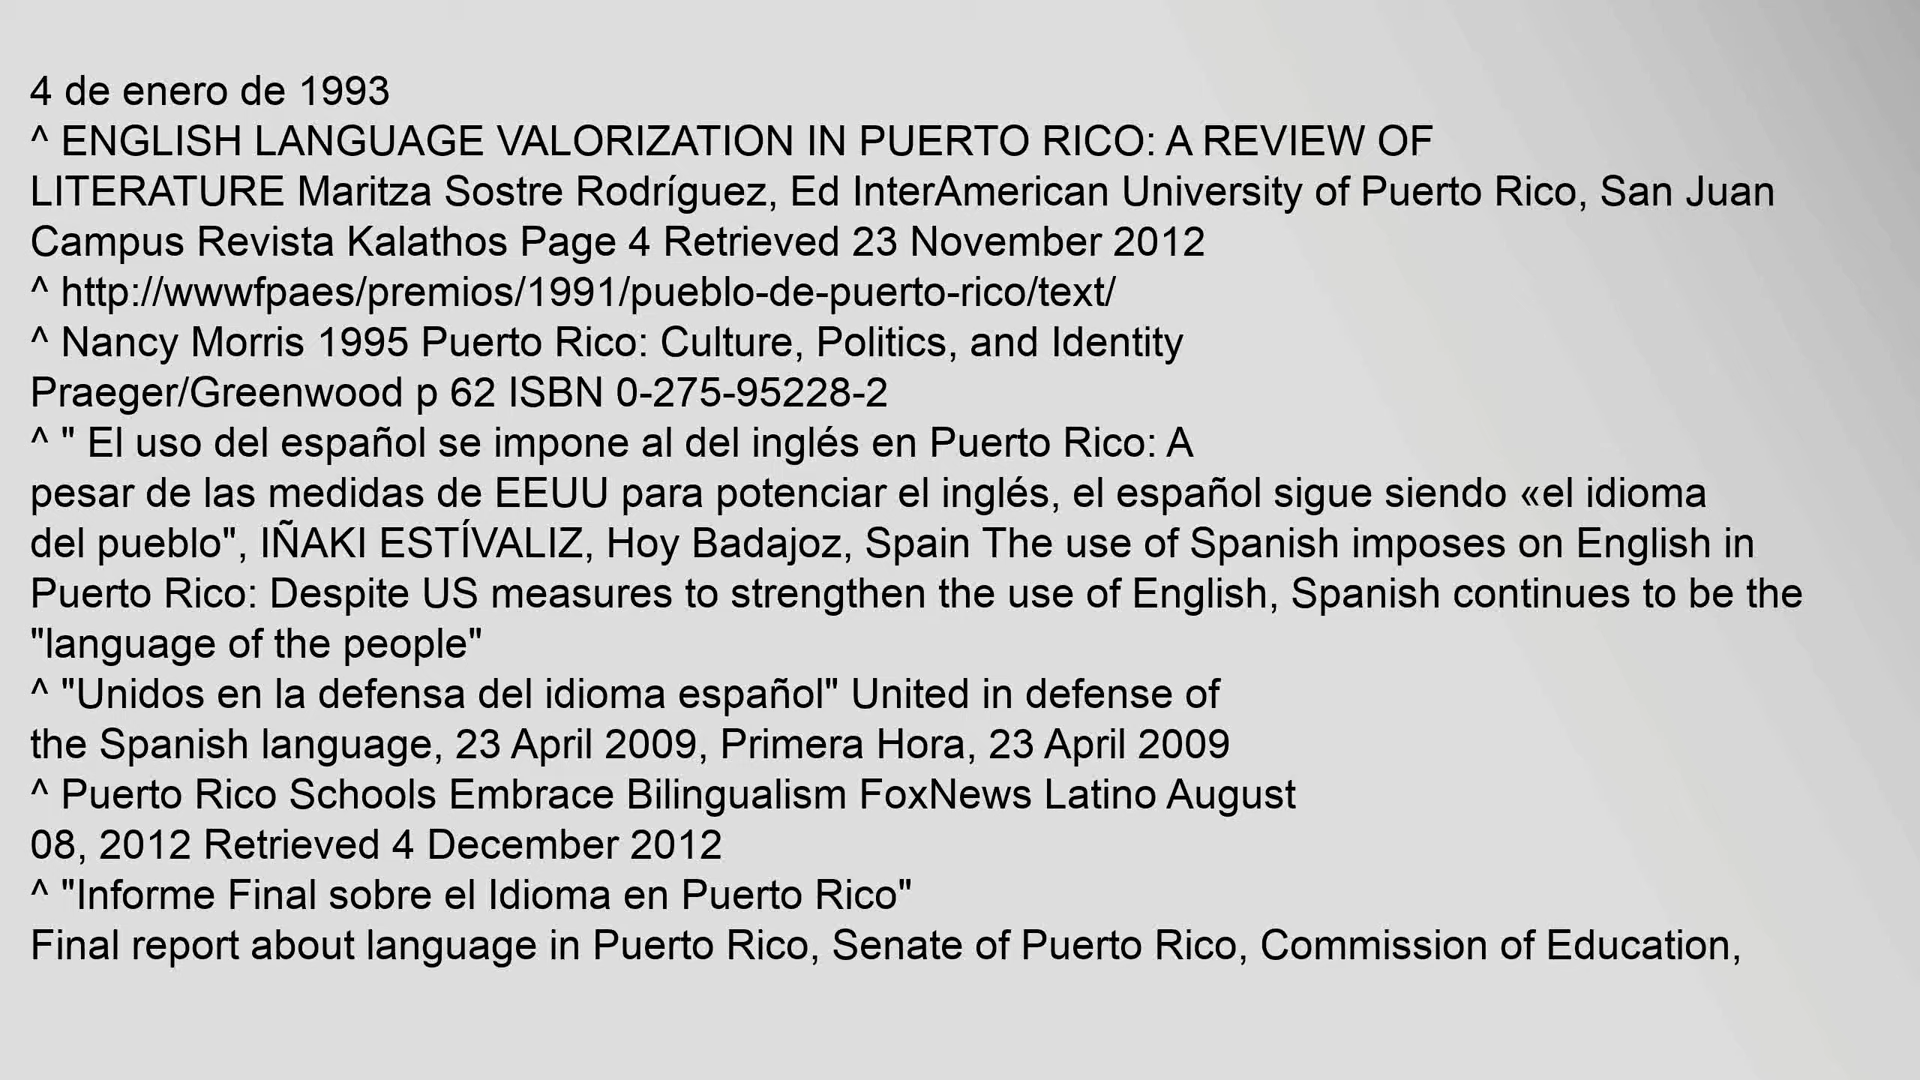 4 de enero de 1993
^ ENGLISH LANGUAGE VALORIZATION IN PUERTO RICO: A REVIEW OF
LITERATURE Maritza Sostre Rodríguez, Ed InterAmerican University of Puerto Rico, San Juan
Campus Revista Kalathos Page 4 Retrieved 23 November 2012
^ http://wwwfpaes/premios/1991/pueblo-de-puerto-rico/text/
^ Nancy Morris 1995 Puerto Rico: Culture, Politics, and Identity
Praeger/Greenwood p 62 ISBN 0-275-95228-2
^ " El uso del español se impone al del inglés en Puerto Rico: A
pesar de las medidas de EEUU para potenciar el inglés, el español sigue siendo «el idioma
del pueblo", IÑAKI ESTÍVALIZ, Hoy Badajoz, Spain The use of Spanish imposes on English in
Puerto Rico: Despite US measures to strengthen the use of English, Spanish continues to be the
"language of the people"
^ "Unidos en la defensa del idioma español" United in defense of
the Spanish language, 23 April 2009, Primera Hora, 23 April 2009
^ Puerto Rico Schools Embrace Bilingualism FoxNews Latino August
08, 2012 Retrieved 4 December 2012
^ "Informe Final sobre el Idioma en Puerto Rico"
Final report about language in Puerto Rico, Senate of Puerto Rico, Commission of Education,